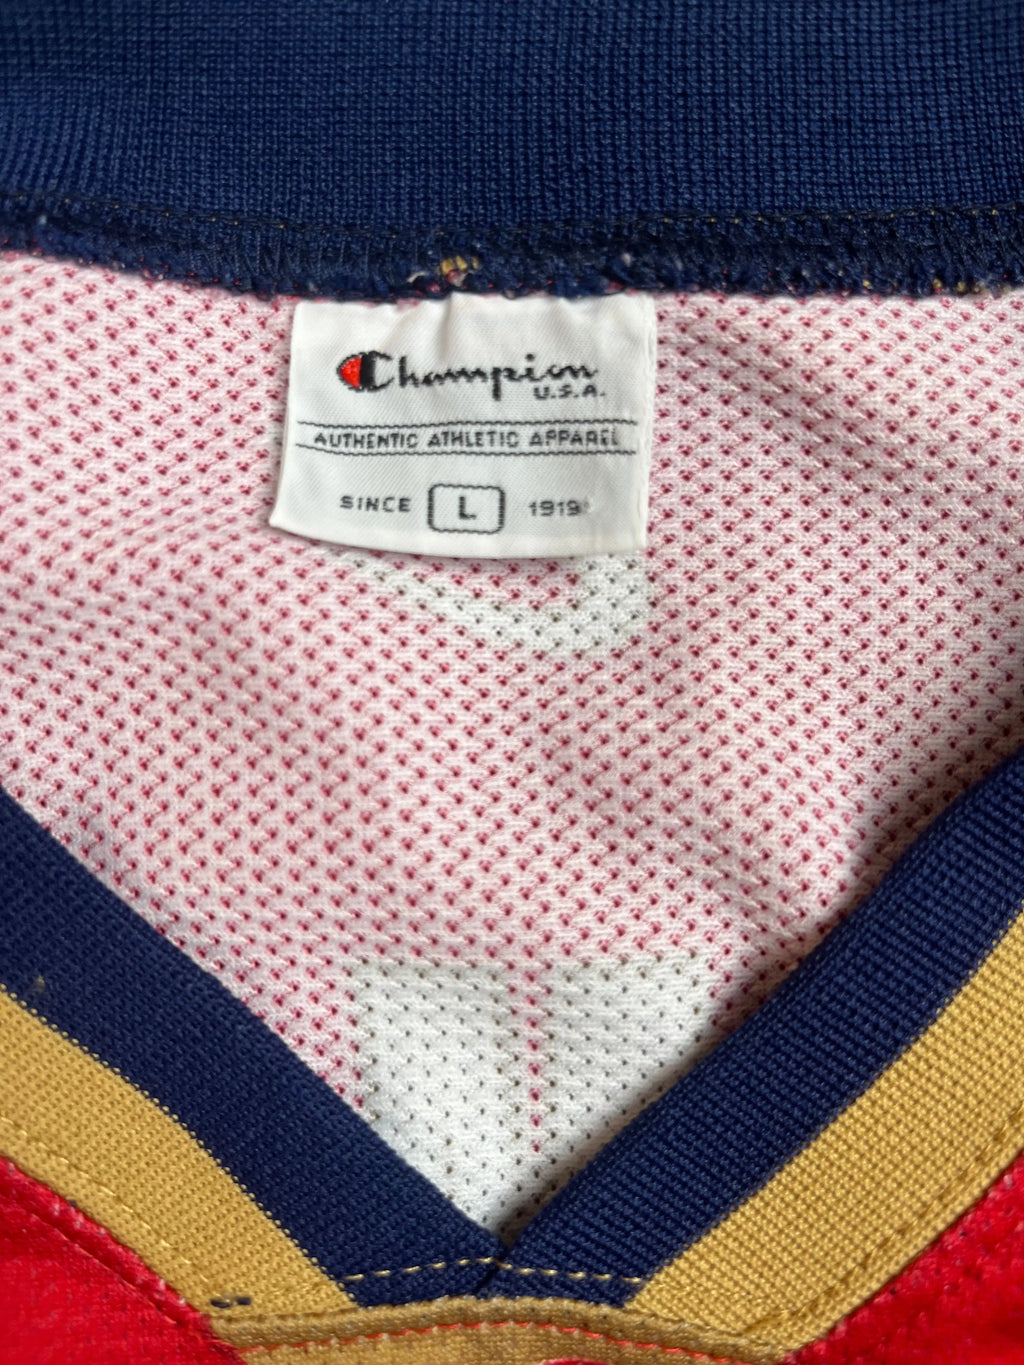 Champion
U.S.A.
AUTHENTIC ATHLETIC APPAREL
SINCE L 1919